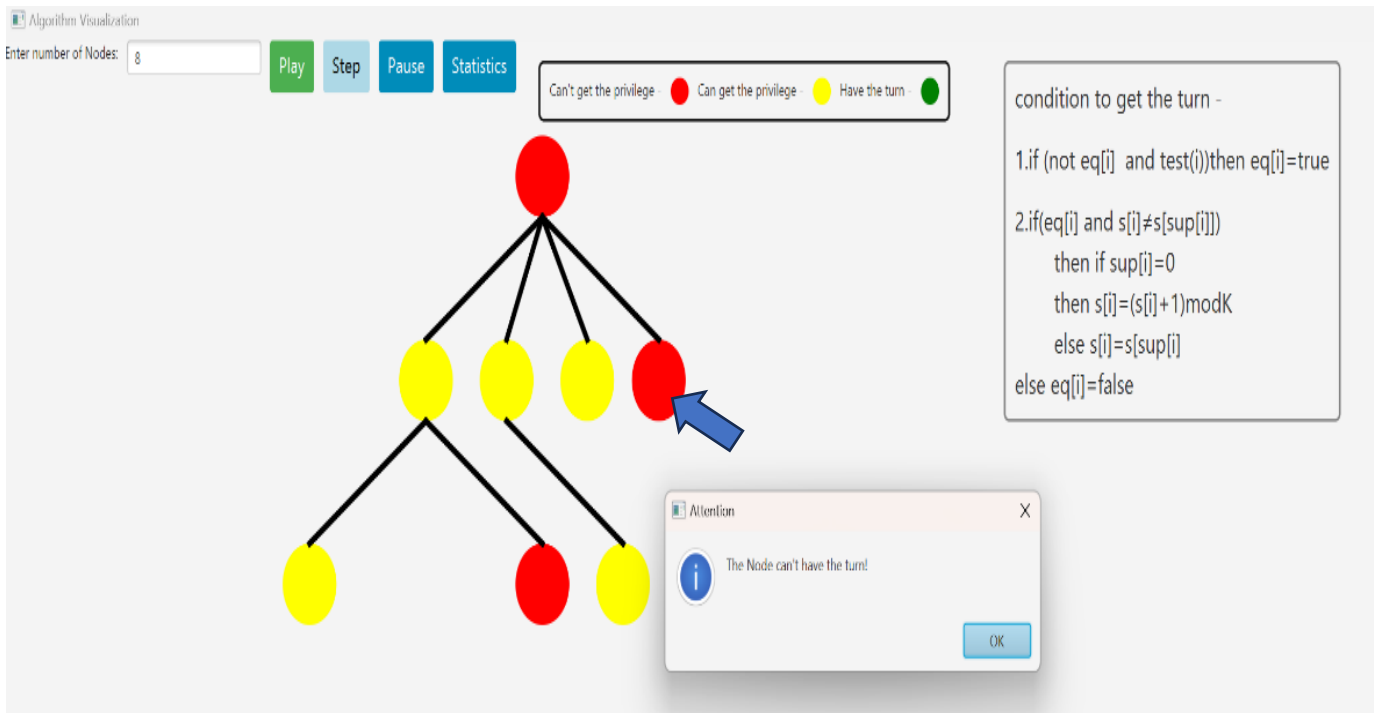 Algorithm Visualization
Enter number of Nodes: 8 Play Step Pause Statistics
Can't get the privilege - Can get the privilege - Have the turn -
condition to get the turn -
1.if (not eq[i] and test(i))then eq[i]=true
2.if(eq[i] and s[i]≠s[sup[i]])
then if sup[i]=0
then s[i]=(s[i]+1)modK
else s[i]=s[sup[i]
else eq[i]=false
Attention X
The Node can't have the turn!
OK